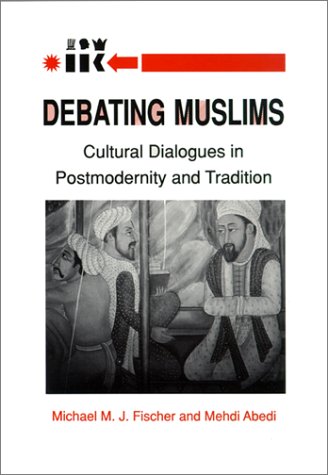 DEBATING MUSLIMS
Cultural Dialogues in
Postmodernity and Tradition
Michael M. J. Fischer and Mehdi Abedi